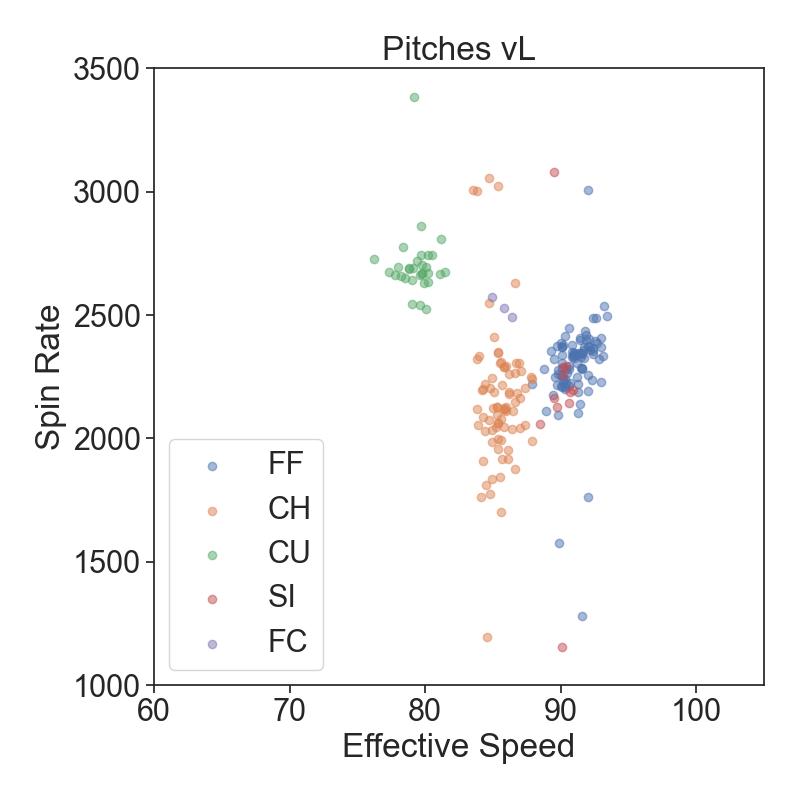 Pitches vL
3500
3000
2500
2000
1500
1000
Spin Rate
FF
CH
CU
SI
FC
60 70 80 90 100
Effective Speed